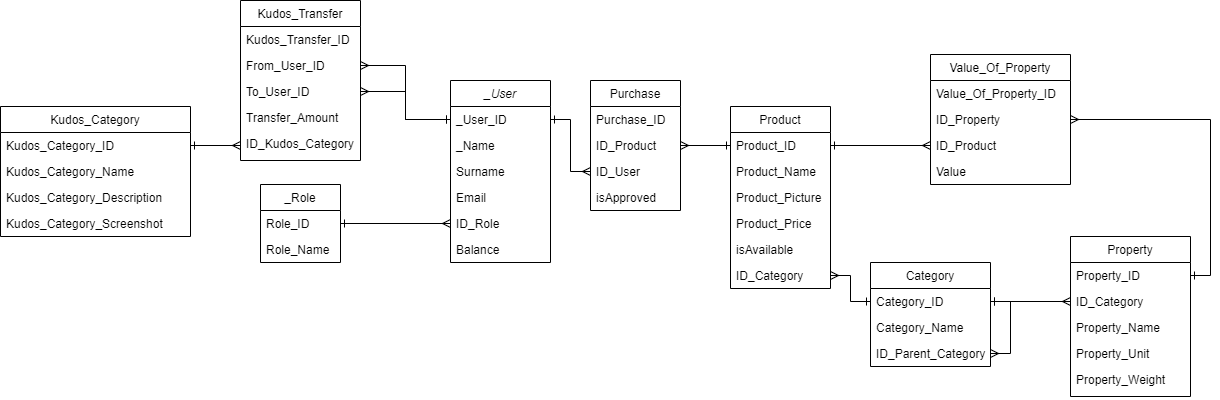 Kudos_Transfer
Kudos_Transfer_ID
From_User_ID
To_User_ID
Transfer_Amount
ID_Kudos_Category
Kudos_Category
Kudos_Category_ID
Kudos_Category_Name
Kudos_Category_Description
Kudos_Category_Screenshot
_Role
Role_ID
Role_Name
_User
_User_ID
_Name
Surname
Email
ID_Role
Balance
Purchase
Purchase_ID
ID_Product
ID_User
isApproved
Product
Product_ID
Product_Name
Product_Picture
Product_Price
isAvailable
ID_Category
Value_Of_Property
Value_Of_Property_ID
ID_Property
ID_Product
Value
Category
Category_ID
Category_Name
ID_Parent_Category
Property
Property_ID
ID_Category
Property_Name
Property_Unit
Property_Weight